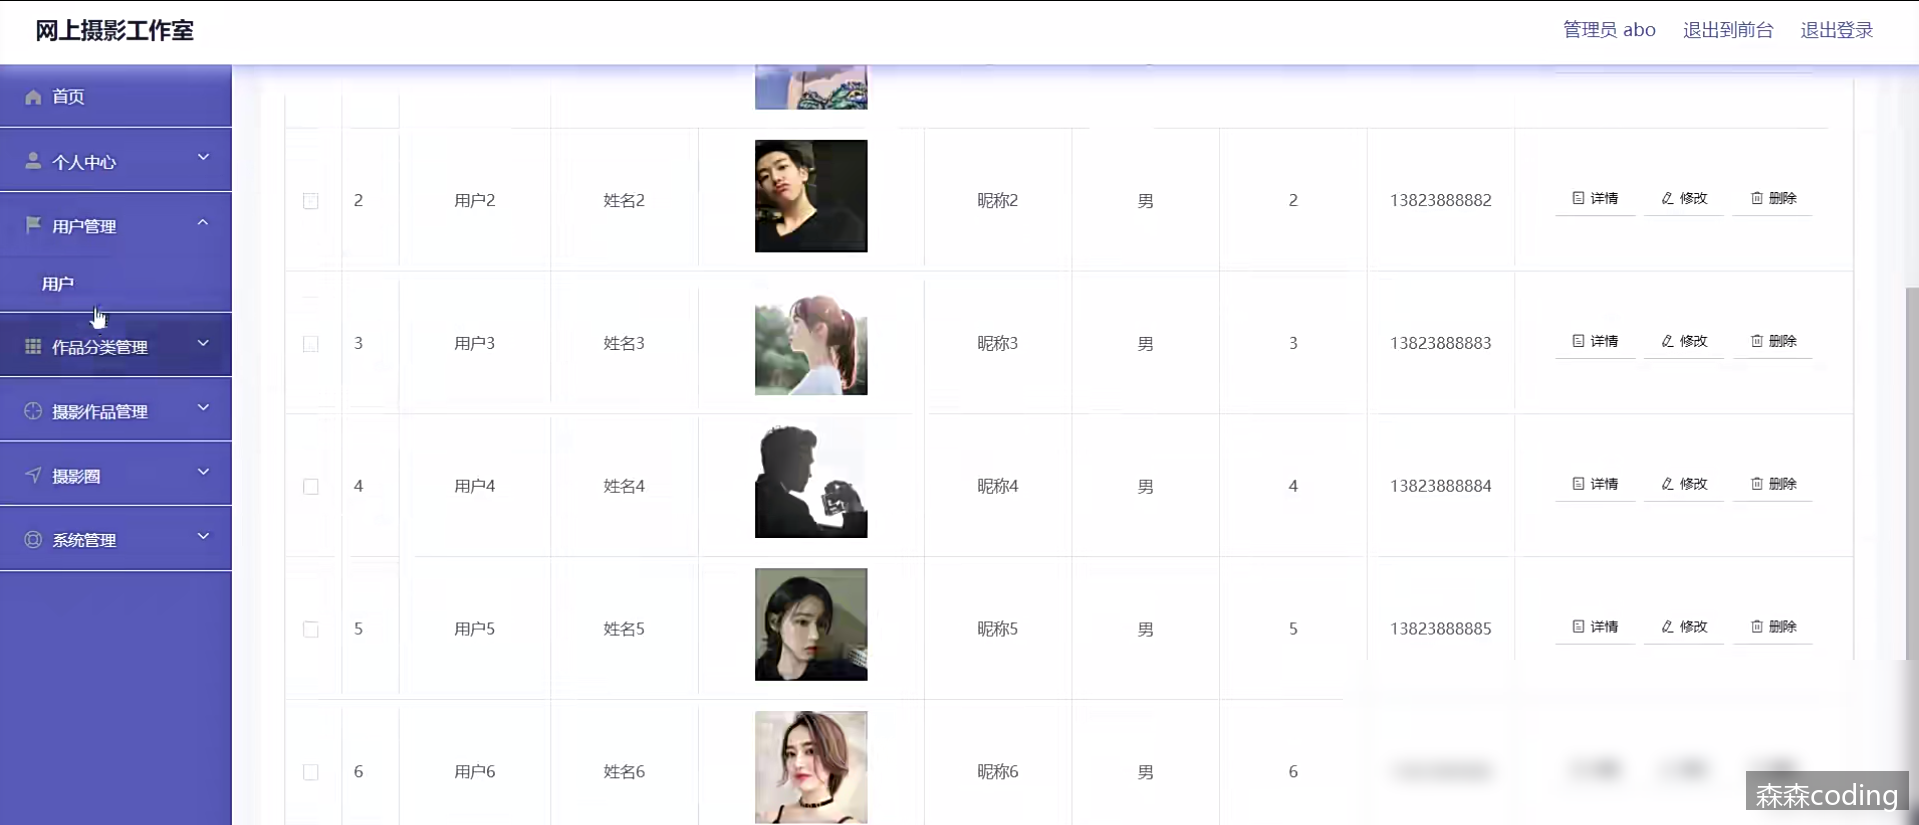 网上摄影工作室
管理员 abo 退出到前台 退出登录
首页
个人中心
用户管理
用户
作品分类管理
摄影作品管理
摄影圈
系统管理
2 用户2 姓名2 昵称2 男 2 13823888882 详情 修改 删除
3 用户3 姓名3 昵称3 男 3 13823888883 详情 修改 删除
4 用户4 姓名4 昵称4 男 4 13823888884 详情 修改 删除
5 用户5 姓名5 昵称5 男 5 13823888885 详情 修改 删除
6 用户6 姓名6 昵称6 男 6
森森coding